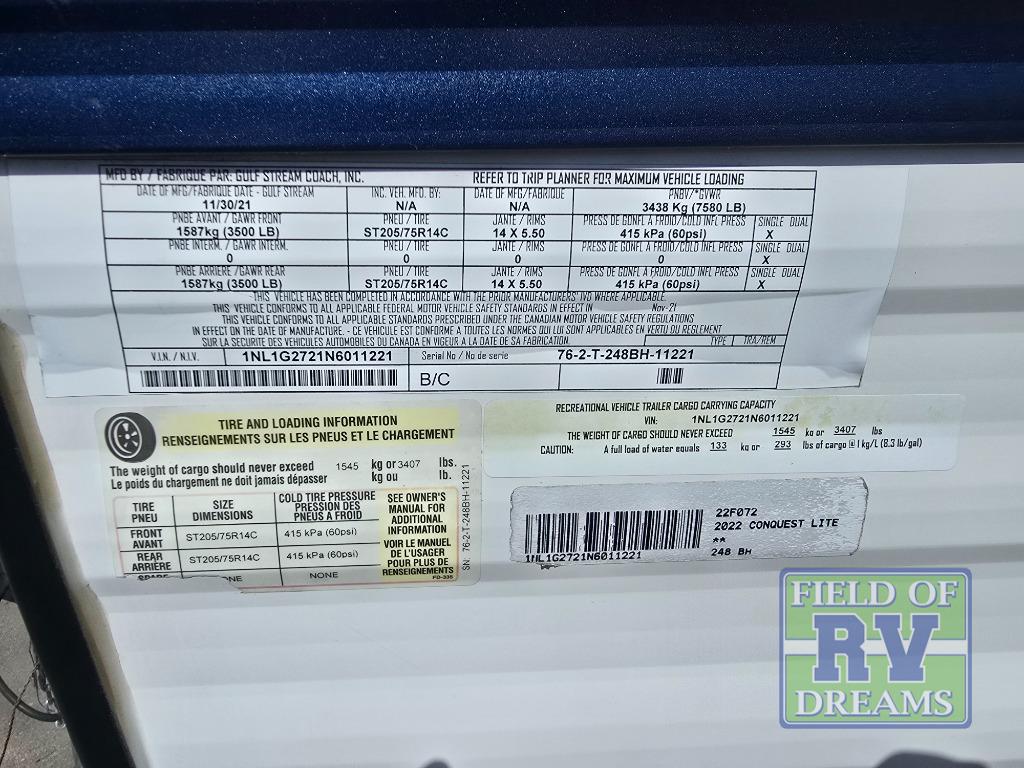 MFD BY / FABRIQUE PAR: GULF STREAM COACH, INC. REFER TO TRIP PLANNER FOR MAXIMUM VEHICLE LOADING
DATE OF MFG/FABRIQUE DATE - GULF STREAM INC. VEH. MFD. BY: DATE OF MFG/FABRIQUE PNBV/*GVWR
11/30/21 N/A N/A 3438 Kg (7580 LB)
PNBE AVANT / GAWR FRONT PNEU / TIRE JANTE / RIMS PRESS DE GONFL A FROID/COLD INFL PRESS SINGLE DUAL
1587kg (3500 LB) ST205/75R14C 14 X 5.50 415 kPa (60psi) X
PNBE INTERM. / GAWR INTERM. PNEU / TIRE JANTE / RIMS PRESS DE GONFL A FROID/COLD INFL PRESS SINGLE DUAL
0 0 0 0 X
PNBE ARRIERE /GAWR REAR PNEU / TIRE JANTE / RIMS PRESS DE GONFL A FROID/COLD INFL PRESS SINGLE DUAL
1587kg (3500 LB) ST205/75R14C 14 X 5.50 415 kPa (60psi) X
THIS VEHICLE HAS BEEN COMPLETED IN ACCORDANCE WITH THE PRIOR MANUFACTURERS' IVD WHERE APPLICABLE.
THIS VEHICLE CONFORMS TO ALL APPLICABLE FEDERAL MOTOR VEHICLE SAFETY STANDARDS IN EFFECT IN Nov-21
THIS VEHICLE CONFORMS TO ALL APPLICABLE STANDARDS PRESCRIBED UNDER THE CANADIAN MOTOR VEHICLE SAFETY REGULATIONS
IN EFFECT ON THE DATE OF MANUFACTURE. - CE VEHICULE EST CONFORME A TOUTES LES NORMES QUI LUI SONT APPLICABLES EN VERTU DU REGLEMENT
SUR LA SECURITE DES VEHICULES AUTOMOBILES DU CANADA EN VIGEUR DU LA DATE DE SA FABRICATION. TYPE TRA/REM
V.I.N. / N.I.V. 1NL1G2721N6011221 Serial No / No de serie 76-2-T-248BH-11221
B/C
TIRE AND LOADING INFORMATION
RENSEIGNEMENTS SUR LES PNEUS ET LE CHARGEMENT
The weight of cargo should never exceed 1545 kg or 3407 lbs.
Le poids du chargement ne doit jamais dépasser kg ou lb.
TIRE PNEU SIZE DIMENSIONS COLD TIRE PRESSURE PRESSION DES PNEUS A FROID
FRONT AVANT ST205/75R14C 415 kPa (60psi)
REAR ARRIÈRE ST205/75R14C 415 kPa (60psi)
SPARE NONE
SEE OWNER'S
MANUAL FOR
ADDITIONAL
INFORMATION
VOIR LE MANUEL
DE L'USAGER
POUR PLUS DE
RENSEIGNEMENTS
FD-335
SN: 76-2-T-248BH-11221
RECREATIONAL VEHICLE TRAILER CARGO CARRYING CAPACITY
VIN: 1NL1G2721N6011221
THE WEIGHT OF CARGO SHOULD NEVER EXCEED 1545 kg or 3407 lbs
CAUTION: A full load of water equals 133 kg or 293 lbs of cargo @ 1 kg/L (8.3 lb/gal)
22F072
2022 CONQUEST LITE
**
248 BH
1NL1G2721N6011221
FIELD OF
RV
DREAMS